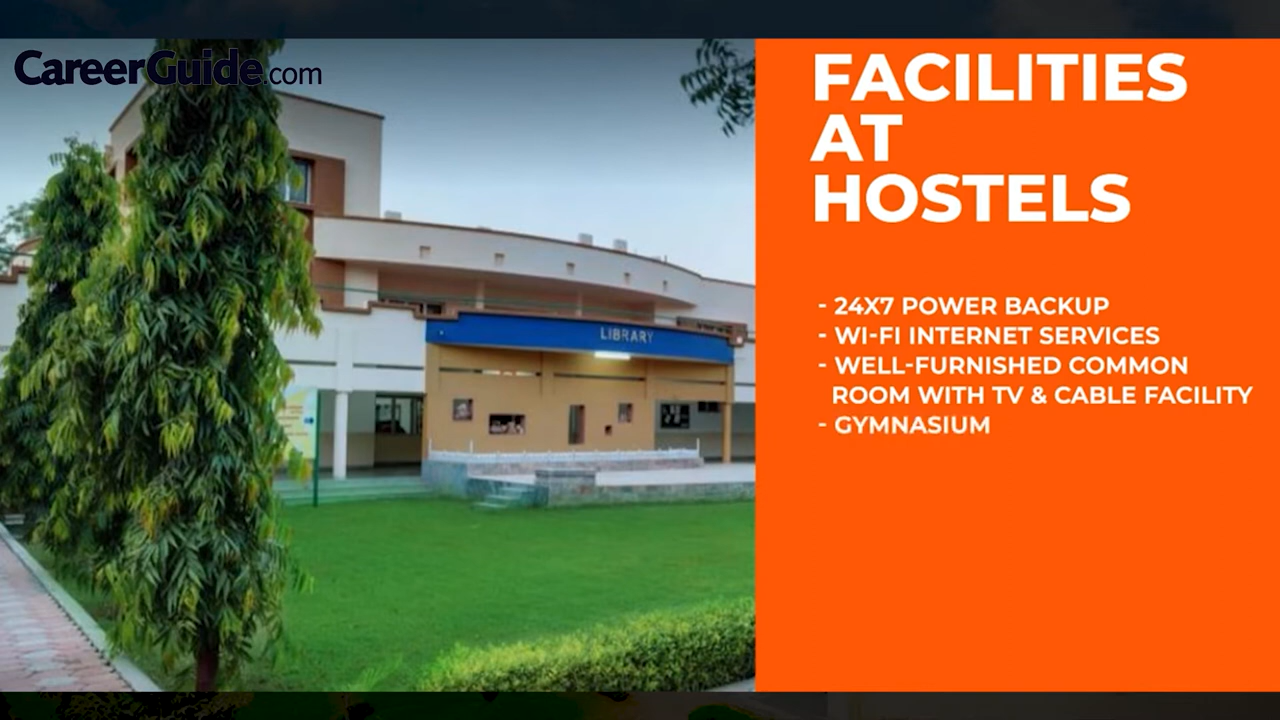 CareerGuide.com
FACILITIES
AT
HOSTELS
- 24X7 POWER BACKUP
- WI-FI INTERNET SERVICES
- WELL-FURNISHED COMMON
ROOM WITH TV & CABLE FACILITY
- GYMNASIUM
LIBRARY